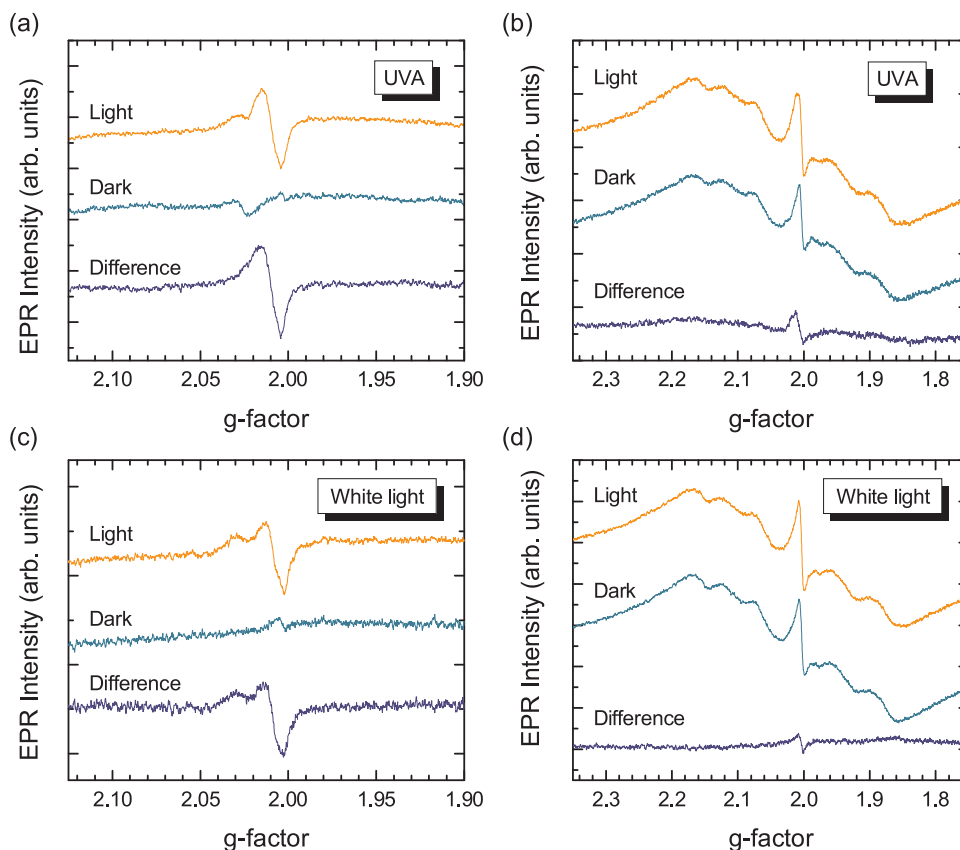 (a)
EPR Intensity (arb. units)
UVA
Light
Dark
Difference
2.10 2.05 2.00 1.95 1.90
g-factor
(b)
EPR Intensity (arb. units)
UVA
Light
Dark
Difference
2.3 2.2 2.1 2.0 1.9 1.8
g-factor
(c)
EPR Intensity (arb. units)
White light
Light
Dark
Difference
2.10 2.05 2.00 1.95 1.90
g-factor
(d)
EPR Intensity (arb. units)
White light
Light
Dark
Difference
2.3 2.2 2.1 2.0 1.9 1.8
g-factor